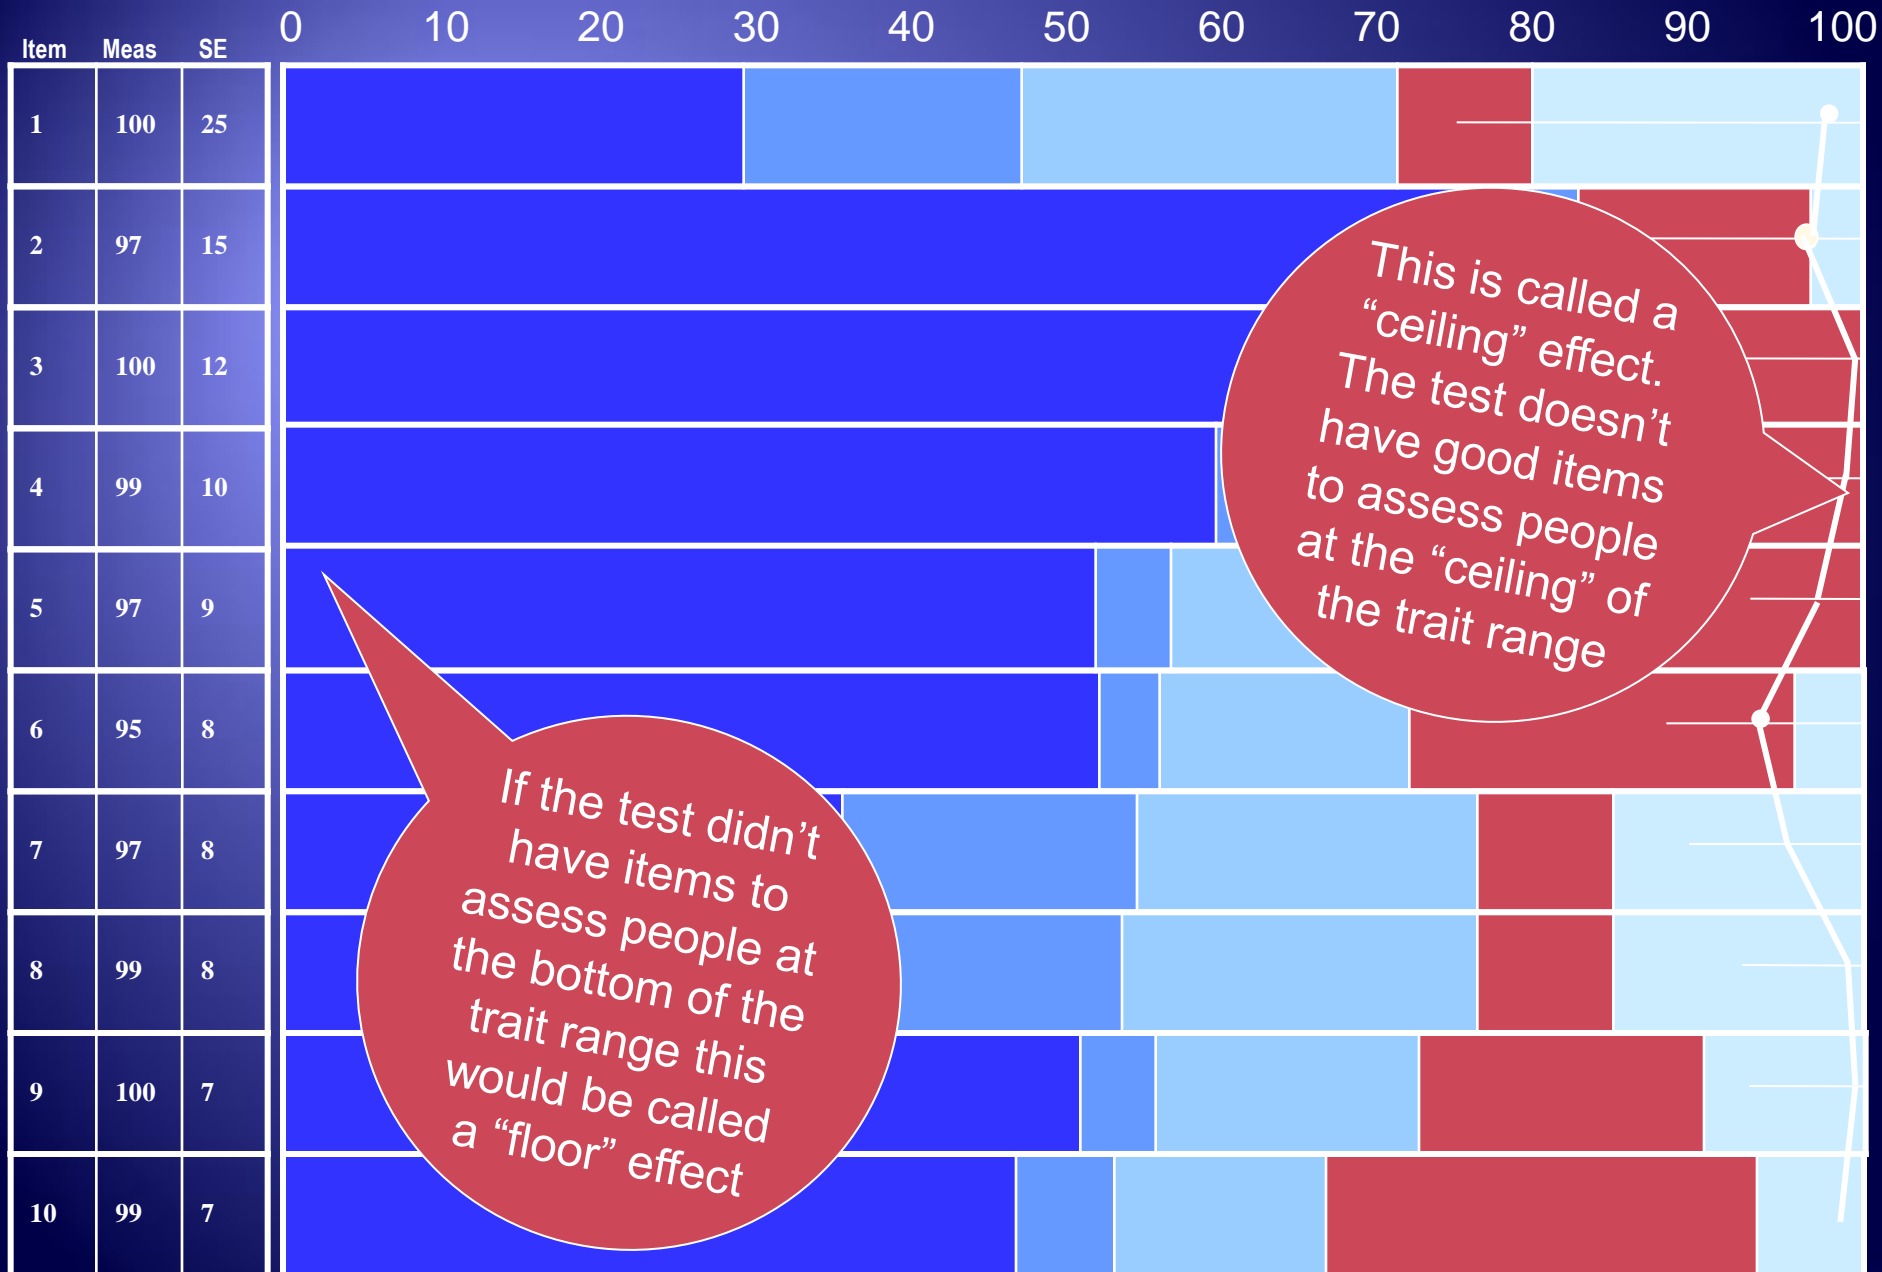 0 10 20 30 40 50 60 70 80 90 100
Item Meas SE
1 100 25
2 97 15
3 100 12
4 99 10
5 97 9
6 95 8
7 97 8
8 99 8
9 100 7
10 99 7
This is called a
“ceiling” effect.
The test doesn’t
have good items
to assess people
at the “ceiling” of
the trait range
If the test didn’t
have items to
assess people at
the bottom of the
trait range this
would be called
a “floor” effect